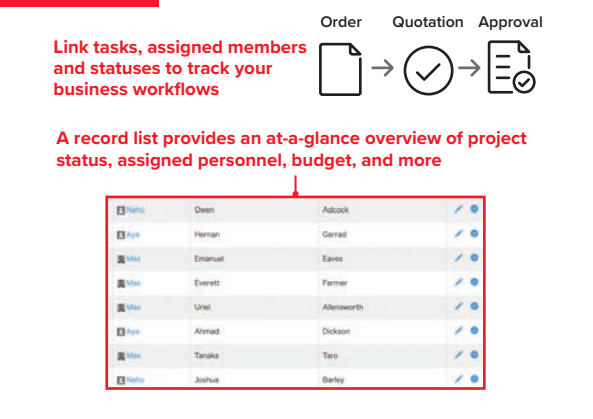 Order Quotation Approval
Link tasks, assigned members
and statuses to track your
business workflows
A record list provides an at-a-glance overview of project
status, assigned personnel, budget, and more
Naho Owen Adcock
Aya Hernan Garrad
Max Emanuel Eaves
Max Everett Farmer
Max Uriel Allensworth
Aya Ahmad Dickson
Max Tanaka Taro
Naho Joshua Barley